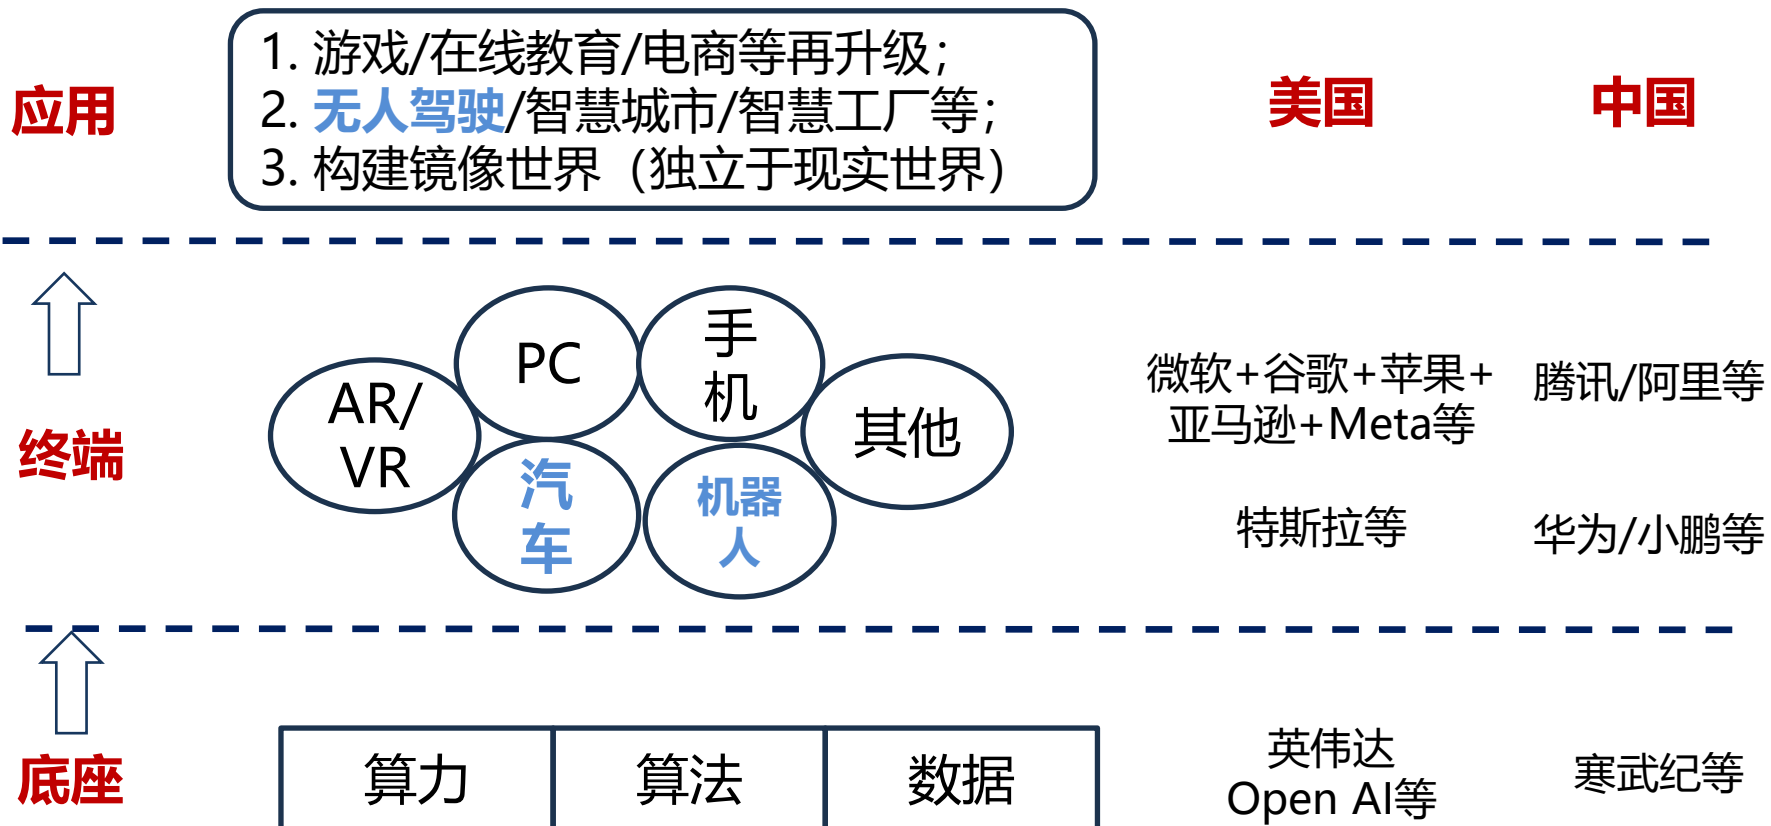 应用
1. 游戏/在线教育/电商等再升级；
2. 无人驾驶/智慧城市/智慧工厂等；
3. 构建镜像世界（独立于现实世界）
美国
中国
终端
AR/
VR
PC
手
机
其他
汽
车
机器
人
微软+谷歌+苹果+
亚马逊+Meta等
腾讯/阿里等
特斯拉等
华为/小鹏等
底座
算力
算法
数据
英伟达
Open AI等
寒武纪等